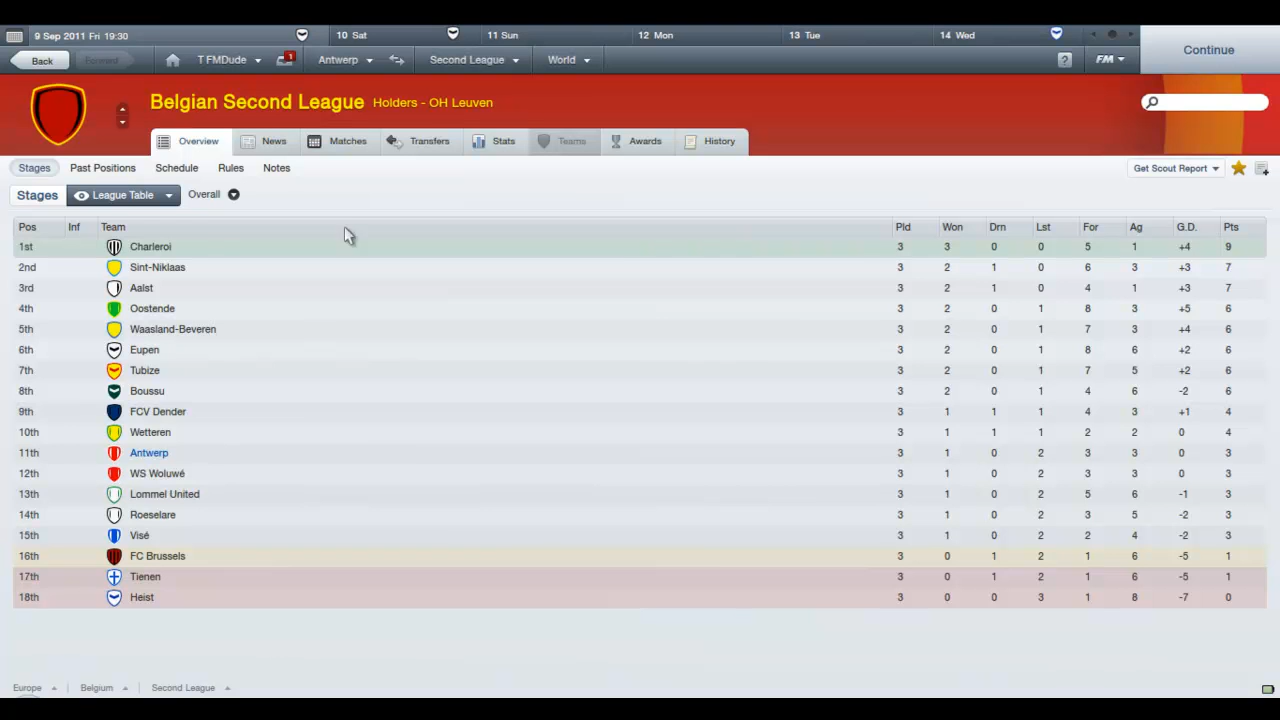 9 Sep 2011 Fri 19:30 10 Sat 11 Sun 12 Mon 13 Tue 14 Wed
Continue
Back Forward T FMDude 1 Antwerp Second League World ? FM
Belgian Second League Holders - OH Leuven
Overview News Matches Transfers Stats Teams Awards History
Stages Past Positions Schedule Rules Notes Get Scout Report
Stages League Table Overall
Pos Inf Team Pld Won Drn Lst For Ag G.D. Pts
1st Charleroi 3 3 0 0 5 1 +4 9
2nd Sint-Niklaas 3 2 1 0 6 3 +3 7
3rd Aalst 3 2 1 0 4 1 +3 7
4th Oostende 3 2 0 1 8 3 +5 6
5th Waasland-Beveren 3 2 0 1 7 3 +4 6
6th Eupen 3 2 0 1 8 6 +2 6
7th Tubize 3 2 0 1 7 5 +2 6
8th Boussu 3 2 0 1 4 6 -2 6
9th FCV Dender 3 1 1 1 4 3 +1 4
10th Wetteren 3 1 1 1 2 2 0 4
11th Antwerp 3 1 0 2 3 3 0 3
12th WS Woluwé 3 1 0 2 3 3 0 3
13th Lommel United 3 1 0 2 5 6 -1 3
14th Roeselare 3 1 0 2 3 5 -2 3
15th Visé 3 1 0 2 2 4 -2 3
16th FC Brussels 3 0 1 2 1 6 -5 1
17th Tienen 3 0 1 2 1 6 -5 1
18th Heist 3 0 0 3 1 8 -7 0
Europe Belgium Second League